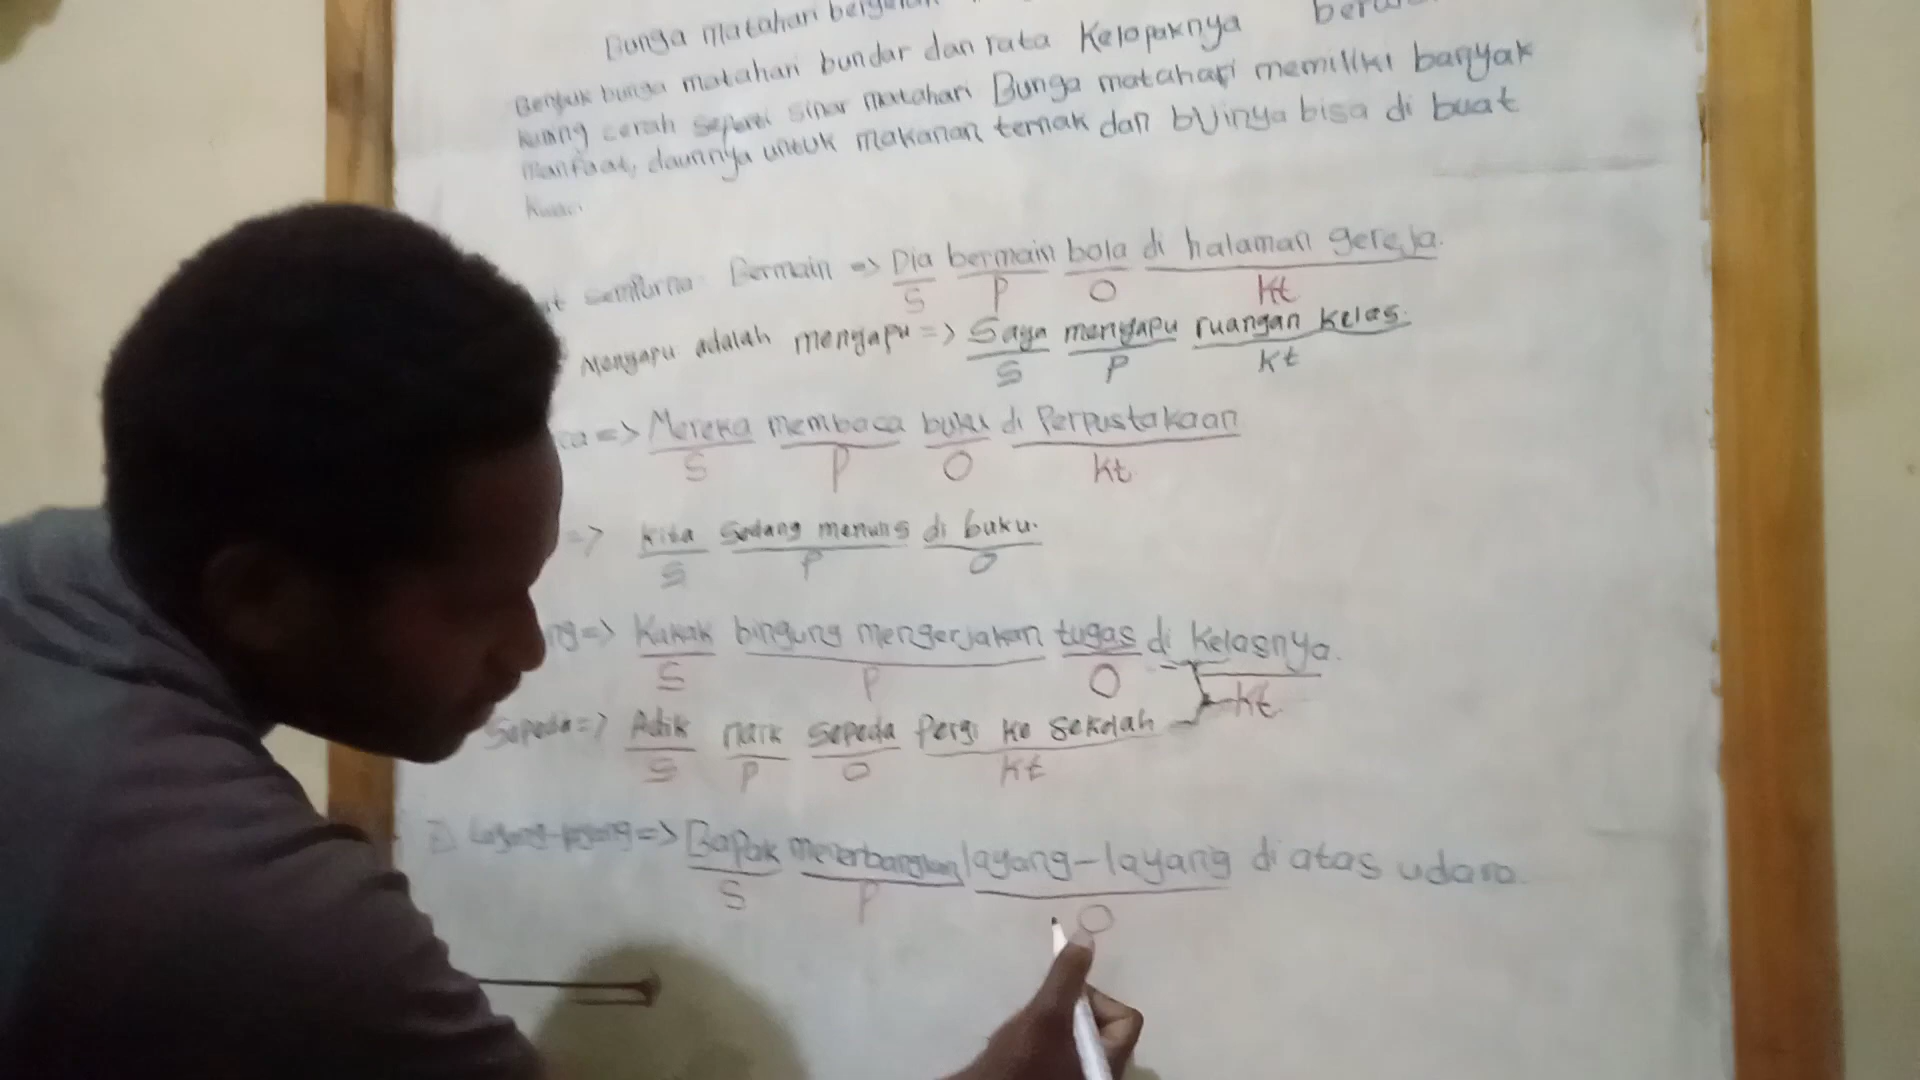 Bunga matahari
Bentuk bunga matahari bundar dan rata Kelopaknya
kuning cerah seperti sinar matahari Bunga matahari memiliki banyak
manfaat, daunnya untuk makanan ternak dan bijinya bisa di buat
Bermain => Dia bermain bola di halaman gereja.
S P O Kt
Menyapu adalah menyapu => Saya menyapu ruangan kelas.
S P Kt
=> Mereka membaca buku di Perpustakaan
S P O Kt
=> Kita Sedang menulis di buku.
S P O
=> Kakak bingung mengerjakan tugas di Kelasnya.
S P O Kt
Sepeda => Adik naik sepeda Pergi ke sekolah
S P O Kt
Layang-layang => Bapak menerbangkan layang-layang di atas udara.
S P O